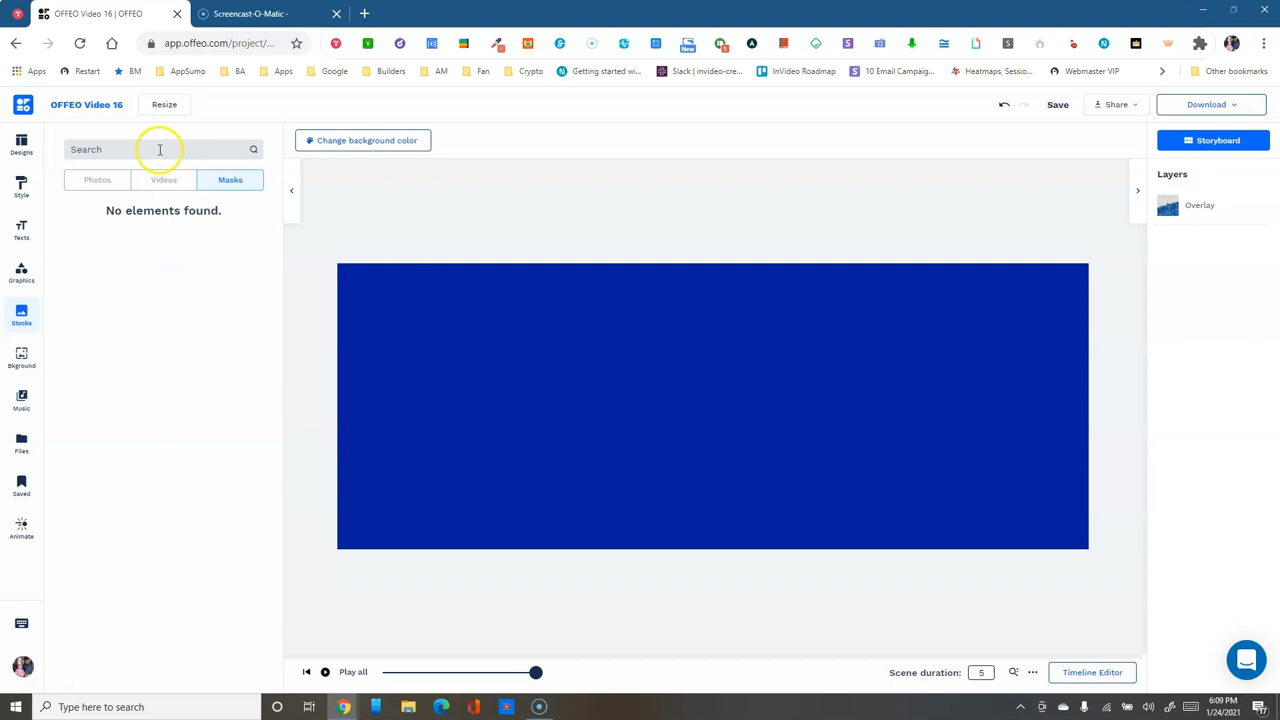 OFFEO Video 16 | OFFEO
Screencast-O-Matic -
app.offeo.com/project/...
New
Apps
Restart
BM
AppSumo
BA
Apps
Google
Builders
AM
Fan
Crypto
Getting started wi...
Slack | invideo-cre...
InVideo Roadmap
10 Email Campaig...
Heatmaps, Sessio...
Webmaster VIP
Other bookmarks
OFFEO Video 16
Resize
Save
Share
Download
Designs
Style
Texts
Graphics
Stocks
Bkground
Music
Files
Saved
Animate
Search
Photos
Videos
Masks
No elements found.
Change background color
Storyboard
Layers
Overlay
Play all
Scene duration:
5
Timeline Editor
Type here to search
6:09 PM
1/24/2021
17